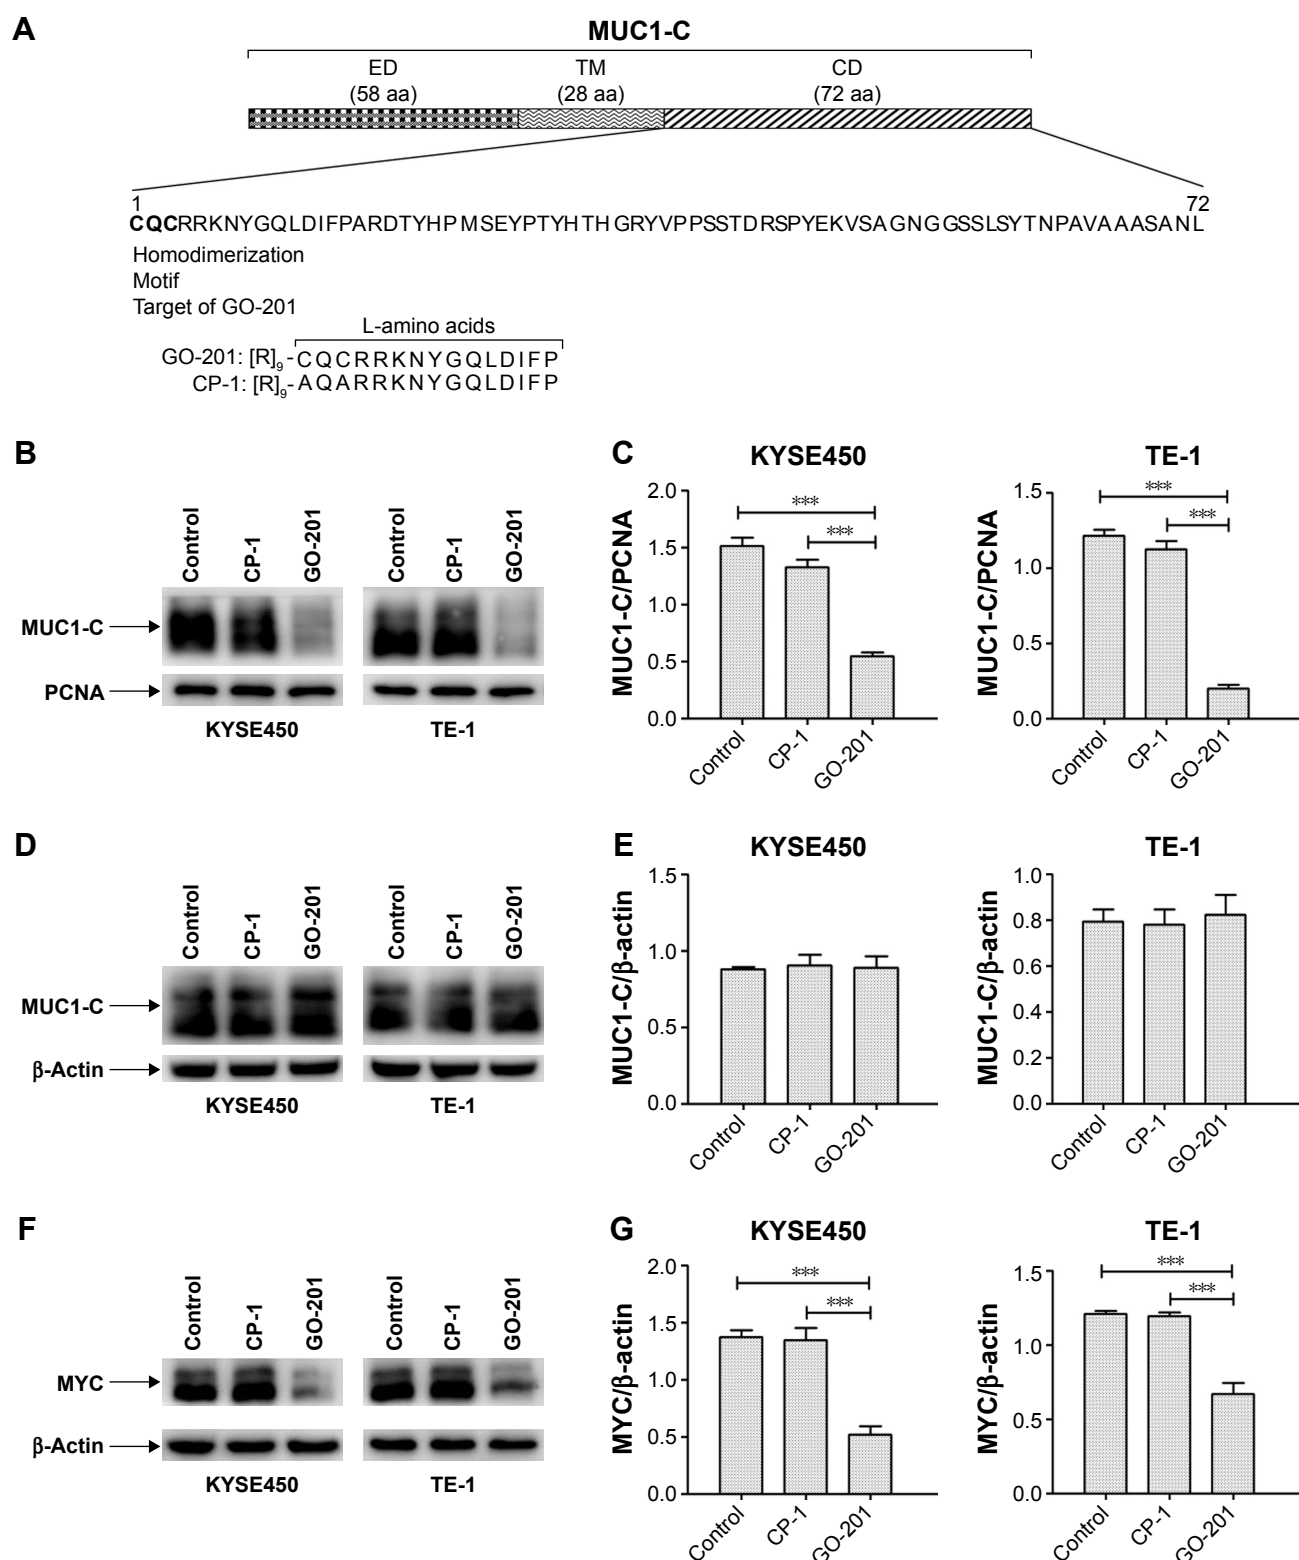 A
MUC1-C
ED TM CD
(58 aa) (28 aa) (72 aa)
1 72
CQCRRKNYGQLDIFPARDTYHPMSEYPTYHTHGRYVPPSSTDRSPYEKVSAGNGGSSLSYTNPAVAAASANL
Homodimerization
Motif
Target of GO-201
L-amino acids
GO-201: [R]9-CQCRRKNYGQLDIFP
CP-1: [R]9-AQARRKNYGQLDIFP
B
Control CP-1 GO-201 Control CP-1 GO-201
MUC1-C
PCNA
KYSE450 TE-1
C
KYSE450
MUC1-C/PCNA
2.0
1.5
1.0
0.5
0.0
*** 
***
Control CP-1 GO-201
TE-1
MUC1-C/PCNA
1.5
1.0
0.5
0.0
***
***
Control CP-1 GO-201
D
Control CP-1 GO-201 Control CP-1 GO-201
MUC1-C
β-Actin
KYSE450 TE-1
E
KYSE450
MUC1-C/β-actin
1.5
1.0
0.5
0.0
Control CP-1 GO-201
TE-1
MUC1-C/β-actin
1.0
0.8
0.6
0.4
0.2
0.0
Control CP-1 GO-201
F
Control CP-1 GO-201 Control CP-1 GO-201
MYC
β-Actin
KYSE450 TE-1
G
KYSE450
MYC/β-actin
2.0
1.5
1.0
0.5
0.0
***
***
Control CP-1 GO-201
TE-1
MYC/β-actin
1.5
1.0
0.5
0.0
***
***
Control CP-1 GO-201